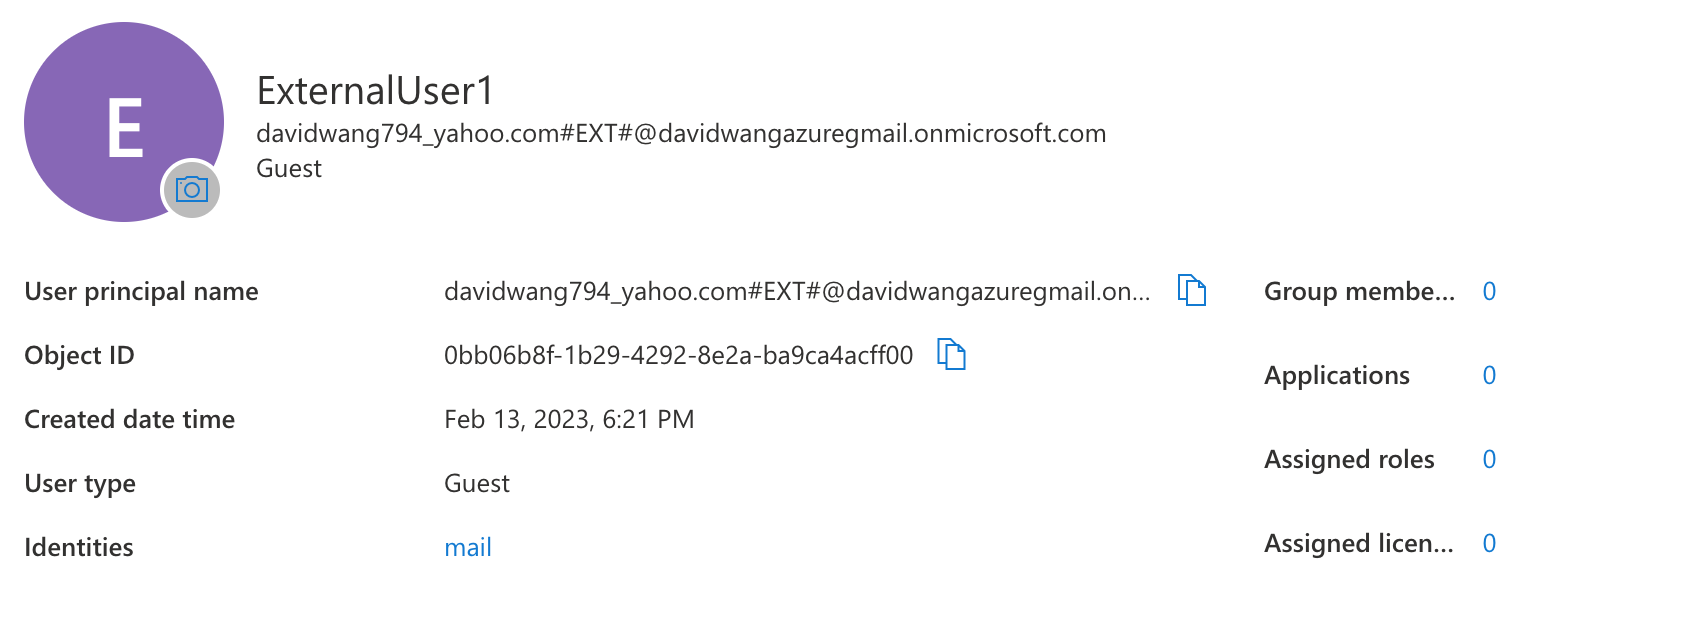 E
ExternalUser1
davidwang794_yahoo.com#EXT#@davidwangazuregmail.onmicrosoft.com
Guest
User principal name davidwang794_yahoo.com#EXT#@davidwangazuregmail.on...
Object ID 0bb06b8f-1b29-4292-8e2a-ba9ca4acff00
Created date time Feb 13, 2023, 6:21 PM
User type Guest
Identities mail
Group membe... 0
Applications 0
Assigned roles 0
Assigned licen... 0